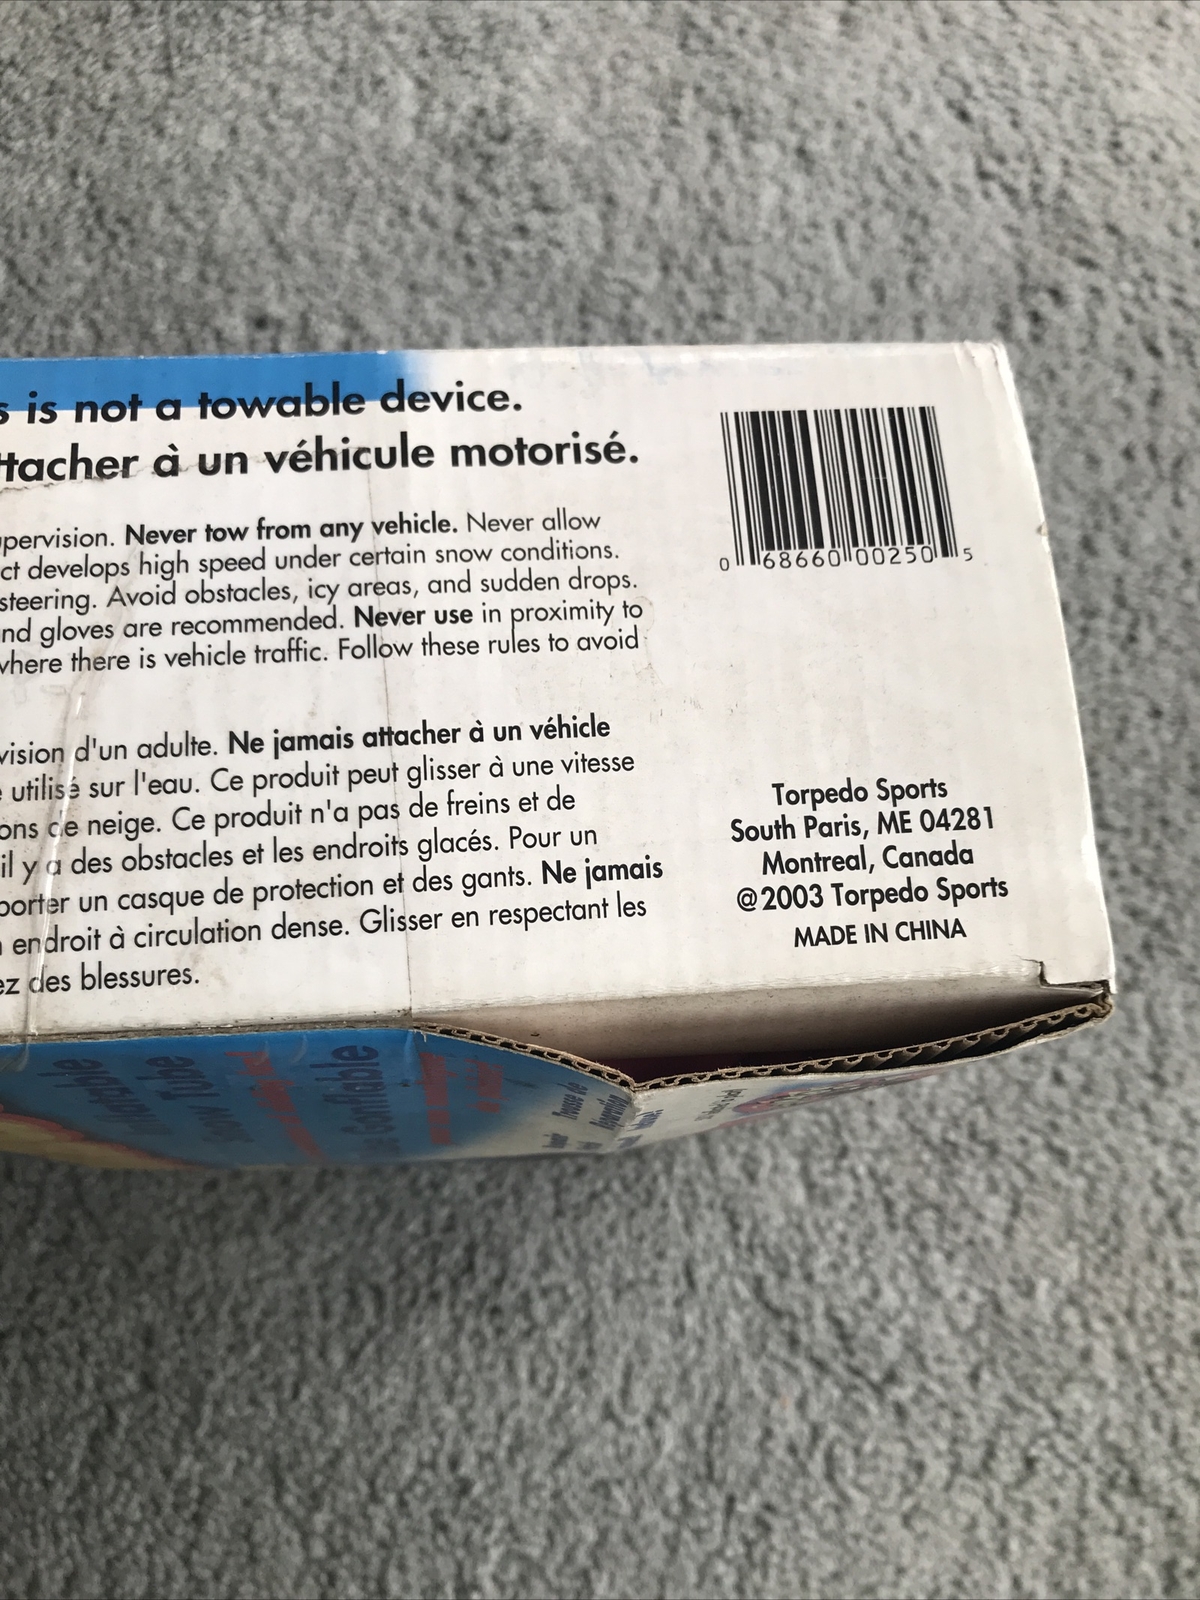 s is not a towable device.
ttacher à un véhicule motorisé.
pervision. Never tow from any vehicle. Never allow
ct develops high speed under certain snow conditions.
steering. Avoid obstacles, icy areas, and sudden drops.
nd gloves are recommended. Never use in proximity to
where there is vehicle traffic. Follow these rules to avoid
vision d'un adulte. Ne jamais attacher à un véhicle
utilisé sur l'eau. Ce produit peut glisser à une vitesse
ons de neige. Ce produit n'a pas de freins et de
il y a des obstacles et les endroits glacés. Pour un
porter un casque de protection et des gants. Ne jamais
endroit à circulation dense. Glisser en respectant les
ez des blessures.
0 68660 00250 5
Torpedo Sports
South Paris, ME 04281
Montreal, Canada
@2003 Torpedo Sports
MADE IN CHINA
Snow Tube
Gonflable
Trousse de